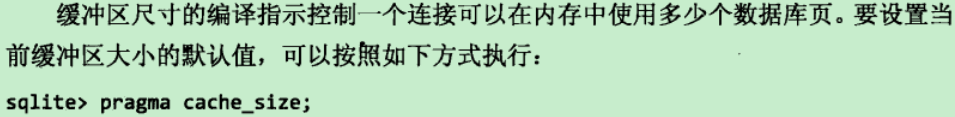 缓冲区尺寸的编译指示控制一个连接可以在内存中使用多少个数据库页。要设置当
前缓冲区大小的默认值，可以按照如下方式执行：
sqlite> pragma cache_size;